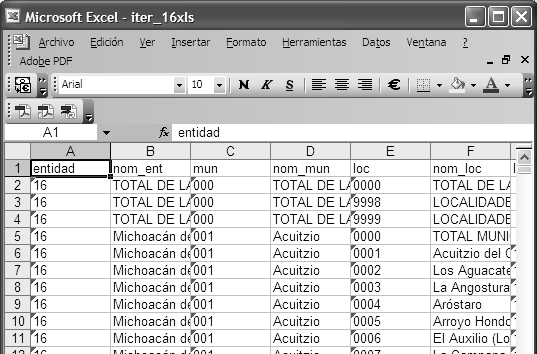 Microsoft Excel - iter_16xls
Archivo Edición Ver Insertar Formato Herramientas Datos Ventana ?
Adobe PDF
Arial 10 N K S €
A1 fx entidad
A B C D E F
1 entidad nom_ent mun nom_mun loc nom_loc
2 16 TOTAL DE LA 000 TOTAL DE LA 0000 TOTAL DE L
3 16 TOTAL DE LA 000 TOTAL DE LA 9998 LOCALIDADE
4 16 TOTAL DE LA 000 TOTAL DE LA 9999 LOCALIDADE
5 16 Michoacán de 001 Acuitzio 0000 TOTAL MUNI
6 16 Michoacán de 001 Acuitzio 0001 Acuitzio del
7 16 Michoacán de 001 Acuitzio 0002 Los Aguacate
8 16 Michoacán de 001 Acuitzio 0003 La Angostura
9 16 Michoacán de 001 Acuitzio 0004 Aróstaro
10 16 Michoacán de 001 Acuitzio 0005 Arroyo Hondo
11 16 Michoacán de 001 Acuitzio 0006 El Auxilio (Lo